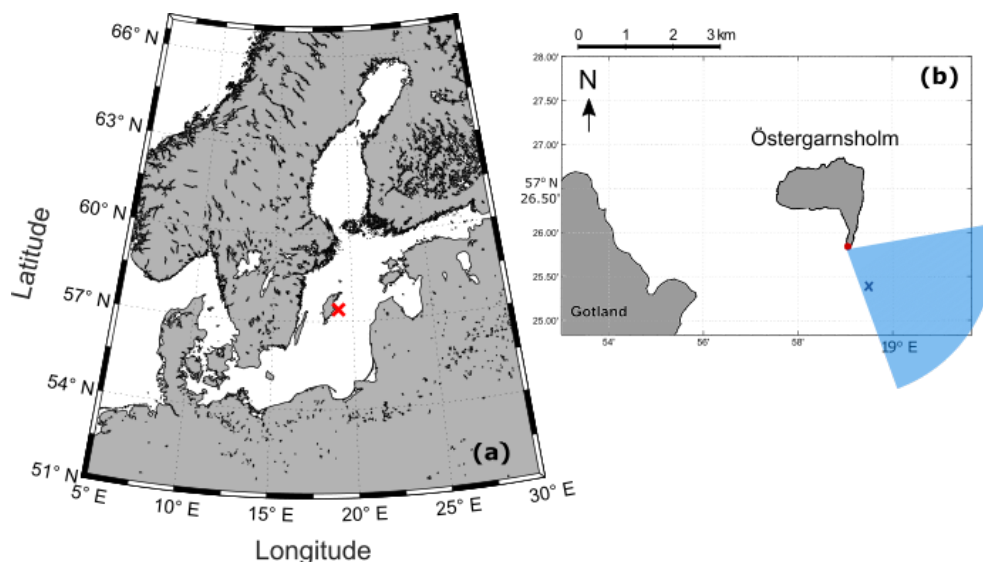 66° N
63° N
60° N
57° N
54° N
51° N
Latitude
5° E
10° E
15° E
20° E
25° E
30° E
Longitude
(a)
0 1 2 3 km
28.00'
27.50'
27.00'
57° N
26.50'
26.00'
25.50'
25.00'
N
(b)
Östergarnsholm
Gotland
54'
56'
58'
19° E